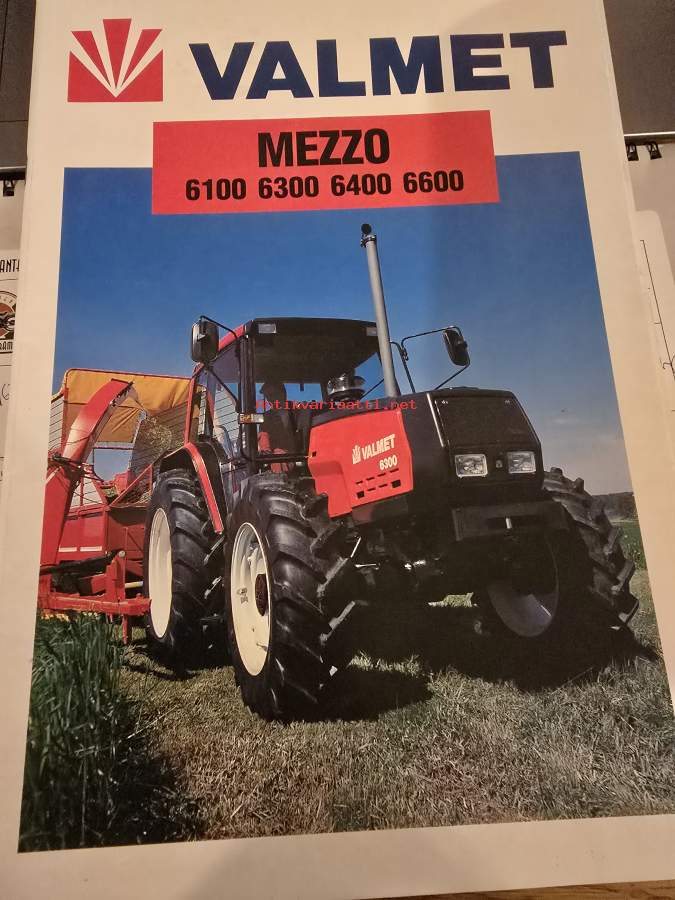 VALMET
MEZZO
6100 6300 6400 6600
Antikvariaatti.net
VALMET
6300